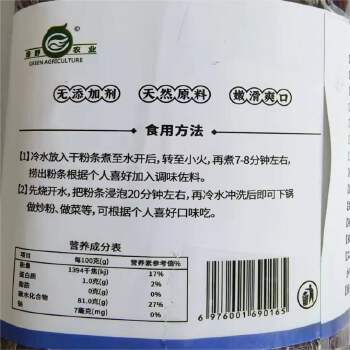 绿野农业
GREEN AGRICULTURE
无添加剂 天然原料 嫩滑爽口
食用方法
【1】冷水放入干粉条煮至水开后，转至小火，再煮7-8分钟左右，
捞出粉条根据个人喜好加入调味佐料。
【2】先烧开水，把粉条浸泡20分钟左右，再冷水冲洗后即可下锅
做炒粉、做菜等，可根据个人喜好口味吃。
营养成分表
项目 每100克(g) 营养素参考值%
能量 1394千焦(kj) 17%
蛋白质 1.0克(g) 2%
脂肪 0克(g) 0%
碳水化合物 81.0克(g) 27%
钠 7毫克(mg) 0%
6 976001 690165